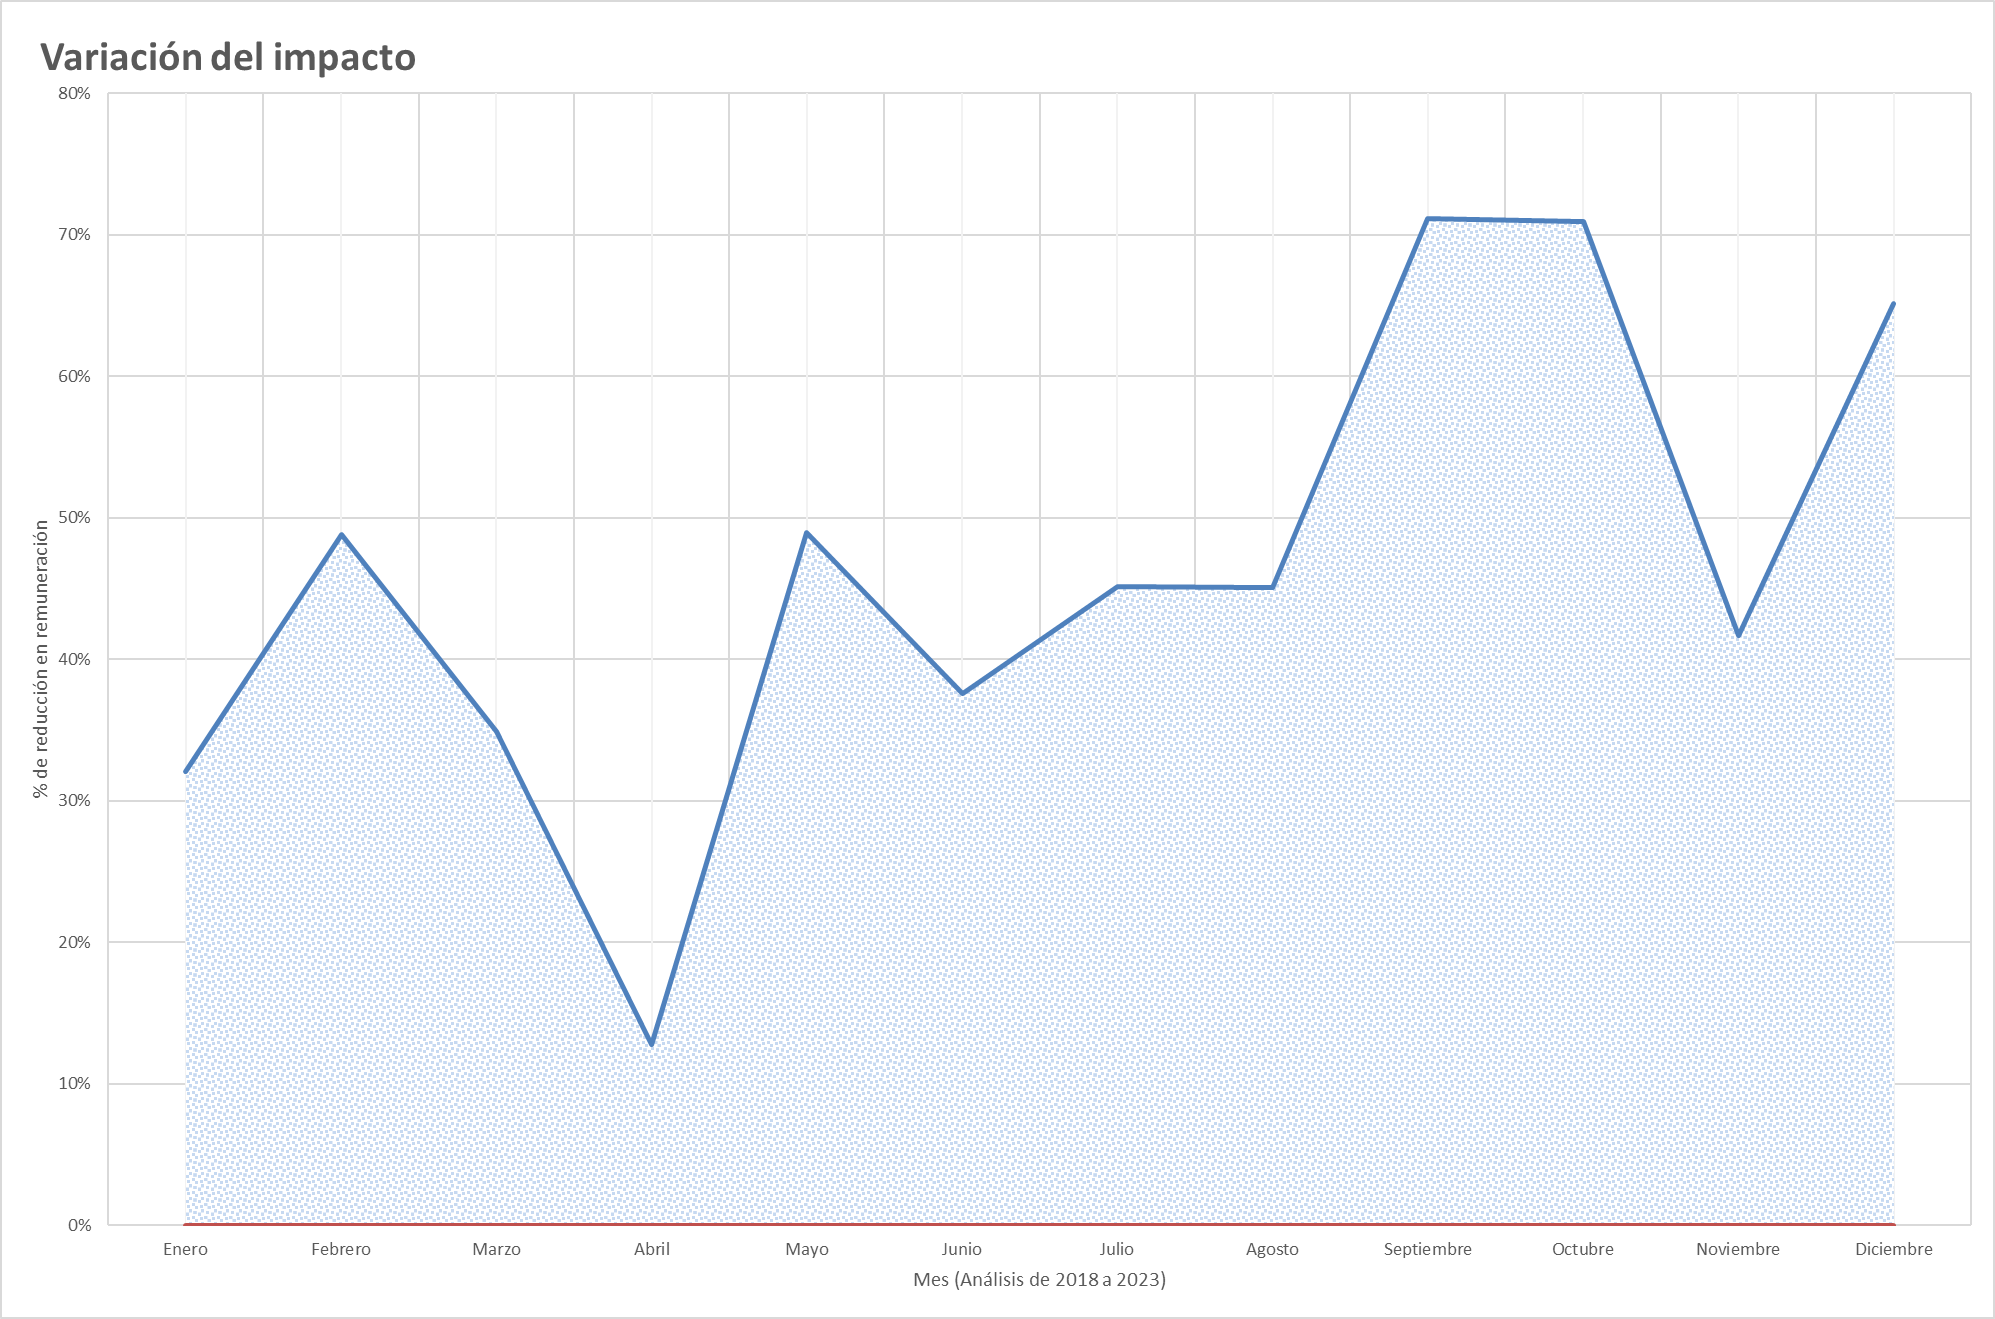 Variación del impacto
80%
70%
60%
50%
40%
30%
20%
10%
0%
% de reducción en remuneración
Enero Febrero Marzo Abril Mayo Junio Julio Agosto Septiembre Octubre Noviembre Diciembre
Mes (Análisis de 2018 a 2023)